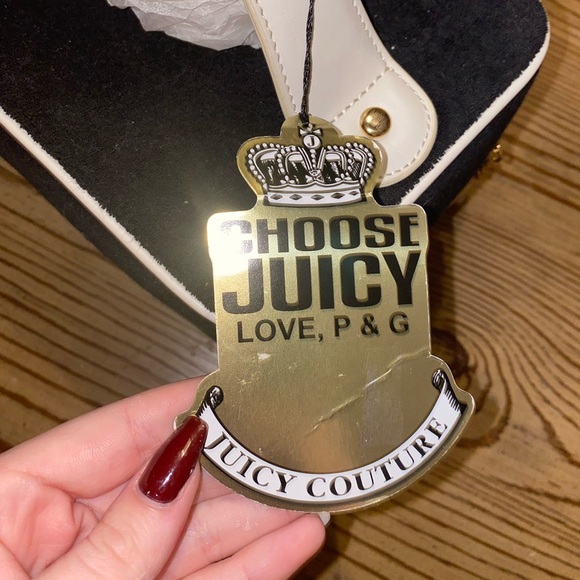 J
CHOOSE
JUICY
LOVE, P & G
JUICY COUTURE